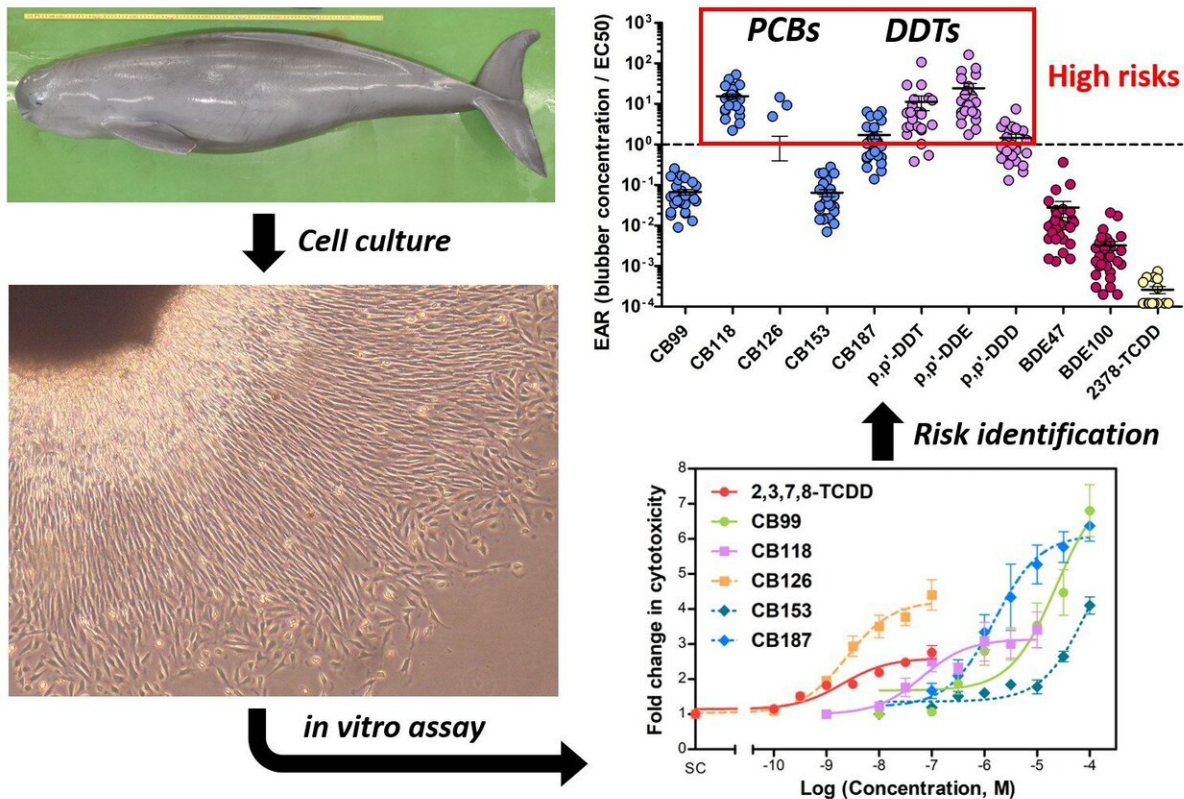 Cell culture
in vitro assay
EAR (blubber concentration / EC50)
10³
10²
10¹
10⁰
10⁻¹
10⁻²
10⁻³
10⁻⁴
PCBs DDTs
High risks
CB99
CB118
CB126
CB153
CB187
p,p'-DDT
p,p'-DDE
p,p'-DDD
BDE47
BDE100
2378-TCDD
Risk identification
Fold change in cytotoxicity
8
7
6
5
4
3
2
1
0
2,3,7,8-TCDD
CB99
CB118
CB126
CB153
CB187
SC -10 -9 -8 -7 -6 -5 -4
Log (Concentration, M)